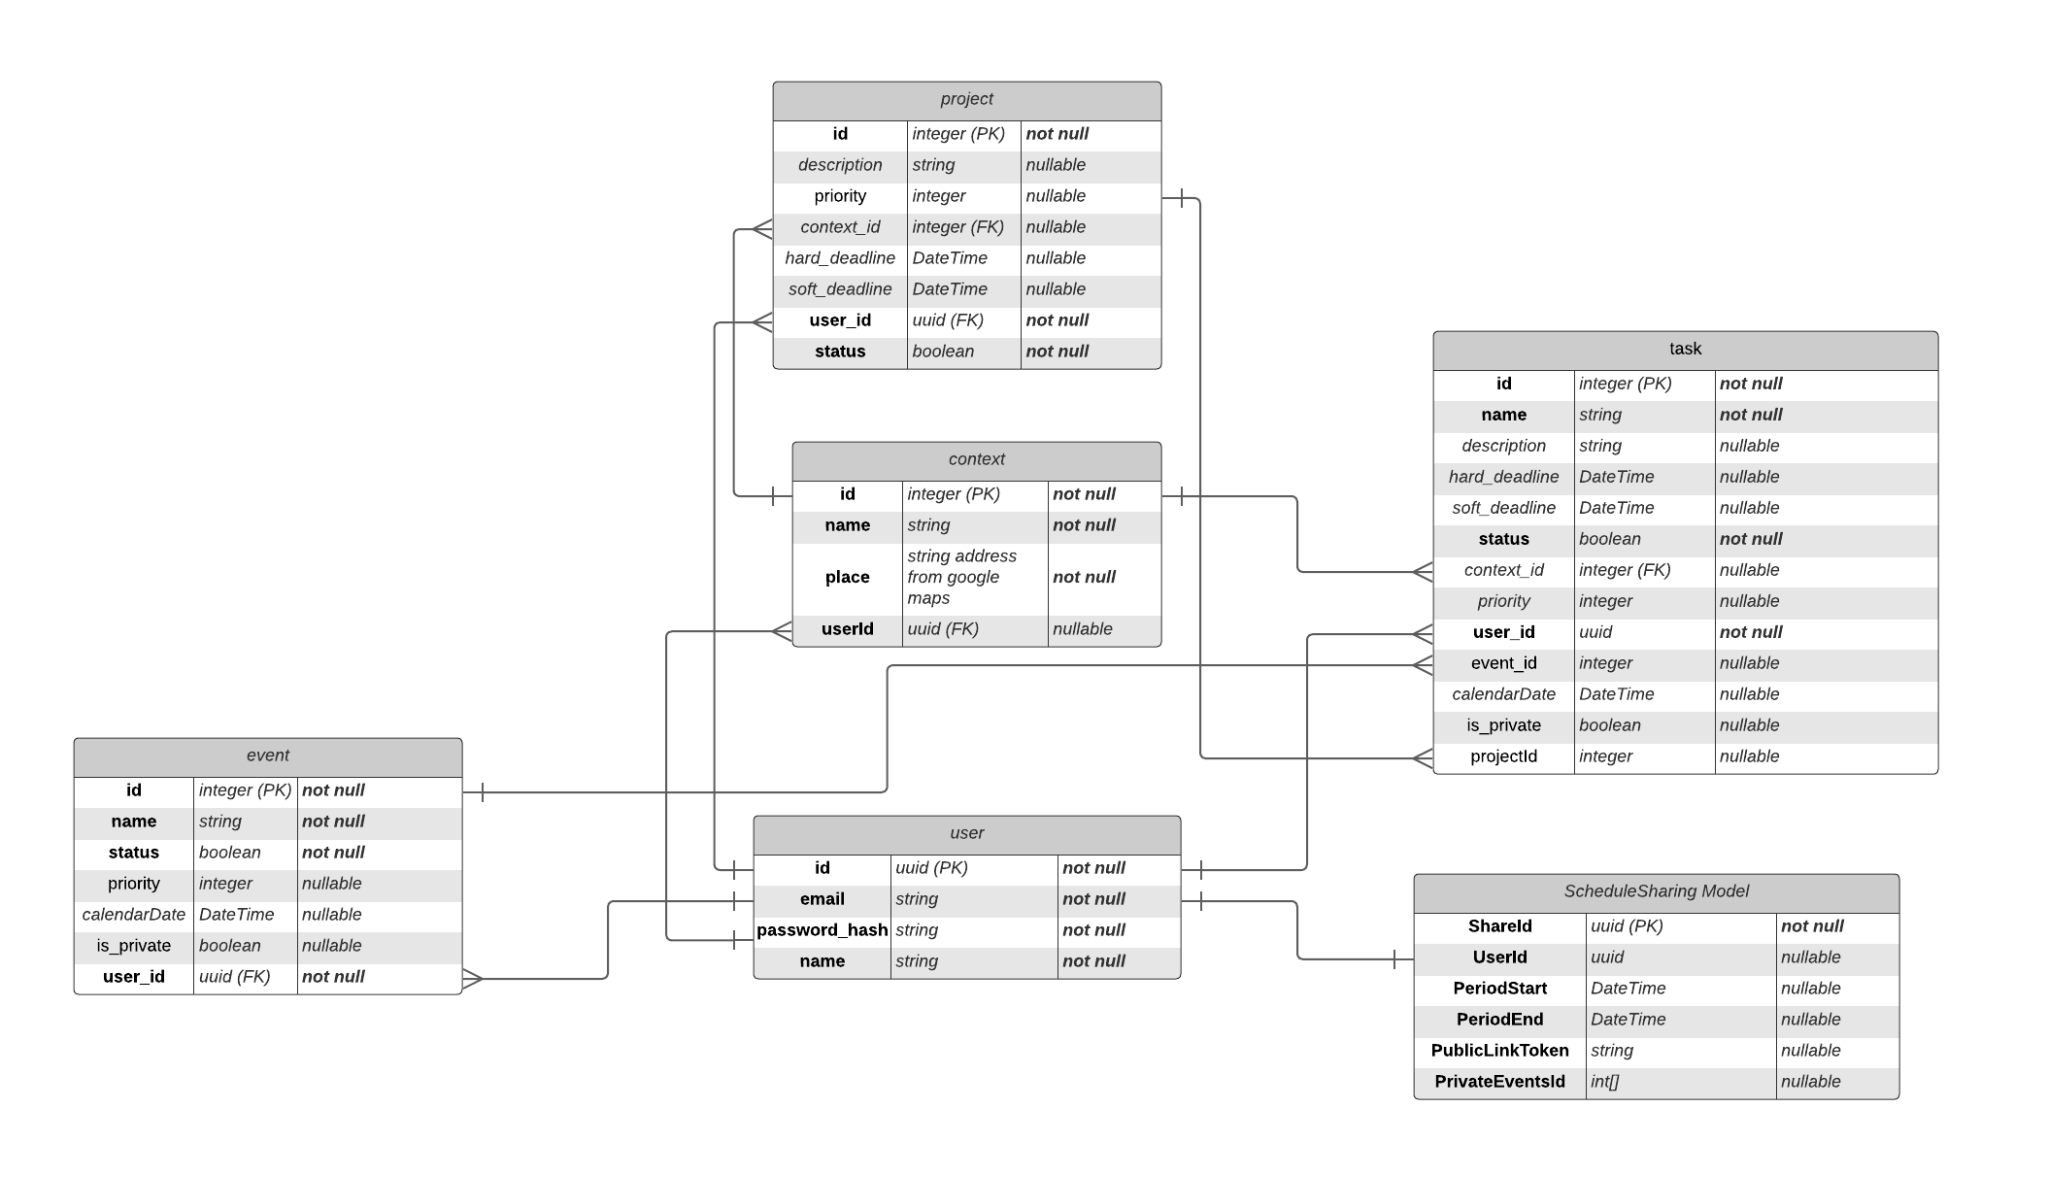 project
id integer (PK) not null
description string nullable
priority integer nullable
context_id integer (FK) nullable
hard_deadline DateTime nullable
soft_deadline DateTime nullable
user_id uuid (FK) not null
status boolean not null
task
id integer (PK) not null
name string not null
description string nullable
hard_deadline DateTime nullable
soft_deadline DateTime nullable
status boolean not null
context_id integer (FK) nullable
priority integer nullable
user_id uuid not null
event_id integer nullable
calendarDate DateTime nullable
is_private boolean nullable
projectId integer nullable
context
id integer (PK) not null
name string not null
string address
from google
maps
place not null
userId uuid (FK) nullable
event
id integer (PK) not null
name string not null
status boolean not null
priority integer nullable
calendarDate DateTime nullable
is_private boolean nullable
user_id uuid (FK) not null
user
id uuid (PK) not null
email string not null
password_hash string not null
name string not null
ScheduleSharing Model
ShareId uuid (PK) not null
UserId uuid nullable
PeriodStart DateTime nullable
PeriodEnd DateTime nullable
PublicLinkToken string nullable
PrivateEventsId int[] nullable